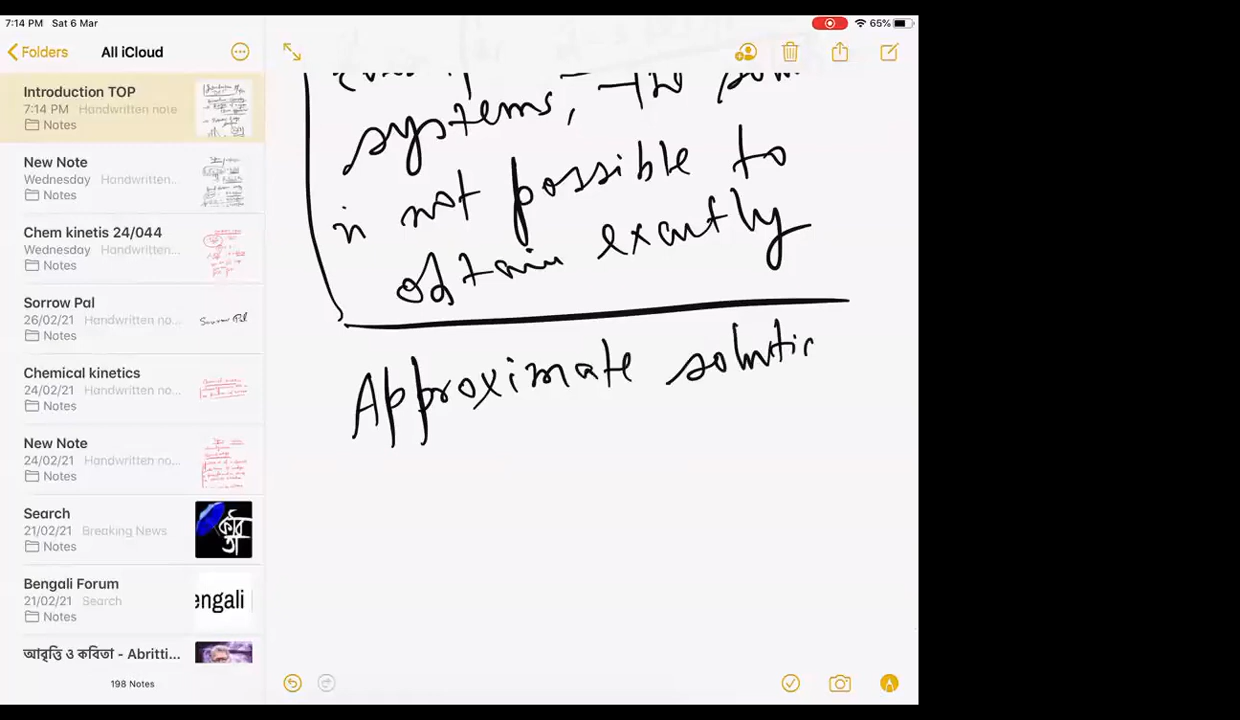 7:14 PM Sat 6 Mar
65%
Folders
All iCloud
Introduction TOP
7:14 PM Handwritten note
Notes
New Note
Wednesday Handwritten...
Notes
Chem kinetis 24/044
Wednesday Handwritten...
Notes
Sorrow Pal
26/02/21 Handwritten no...
Notes
Chemical kinetics
24/02/21 Handwritten no...
Notes
New Note
24/02/21 Handwritten no...
Notes
Search
21/02/21 Breaking News
Notes
কবিতা
Bengali Forum
21/02/21 Search
Notes
engali
আবৃত্তি ও কবিতা - Abritti...
198 Notes
systems,
is not possible to
obtain exactly
Approximate solutio